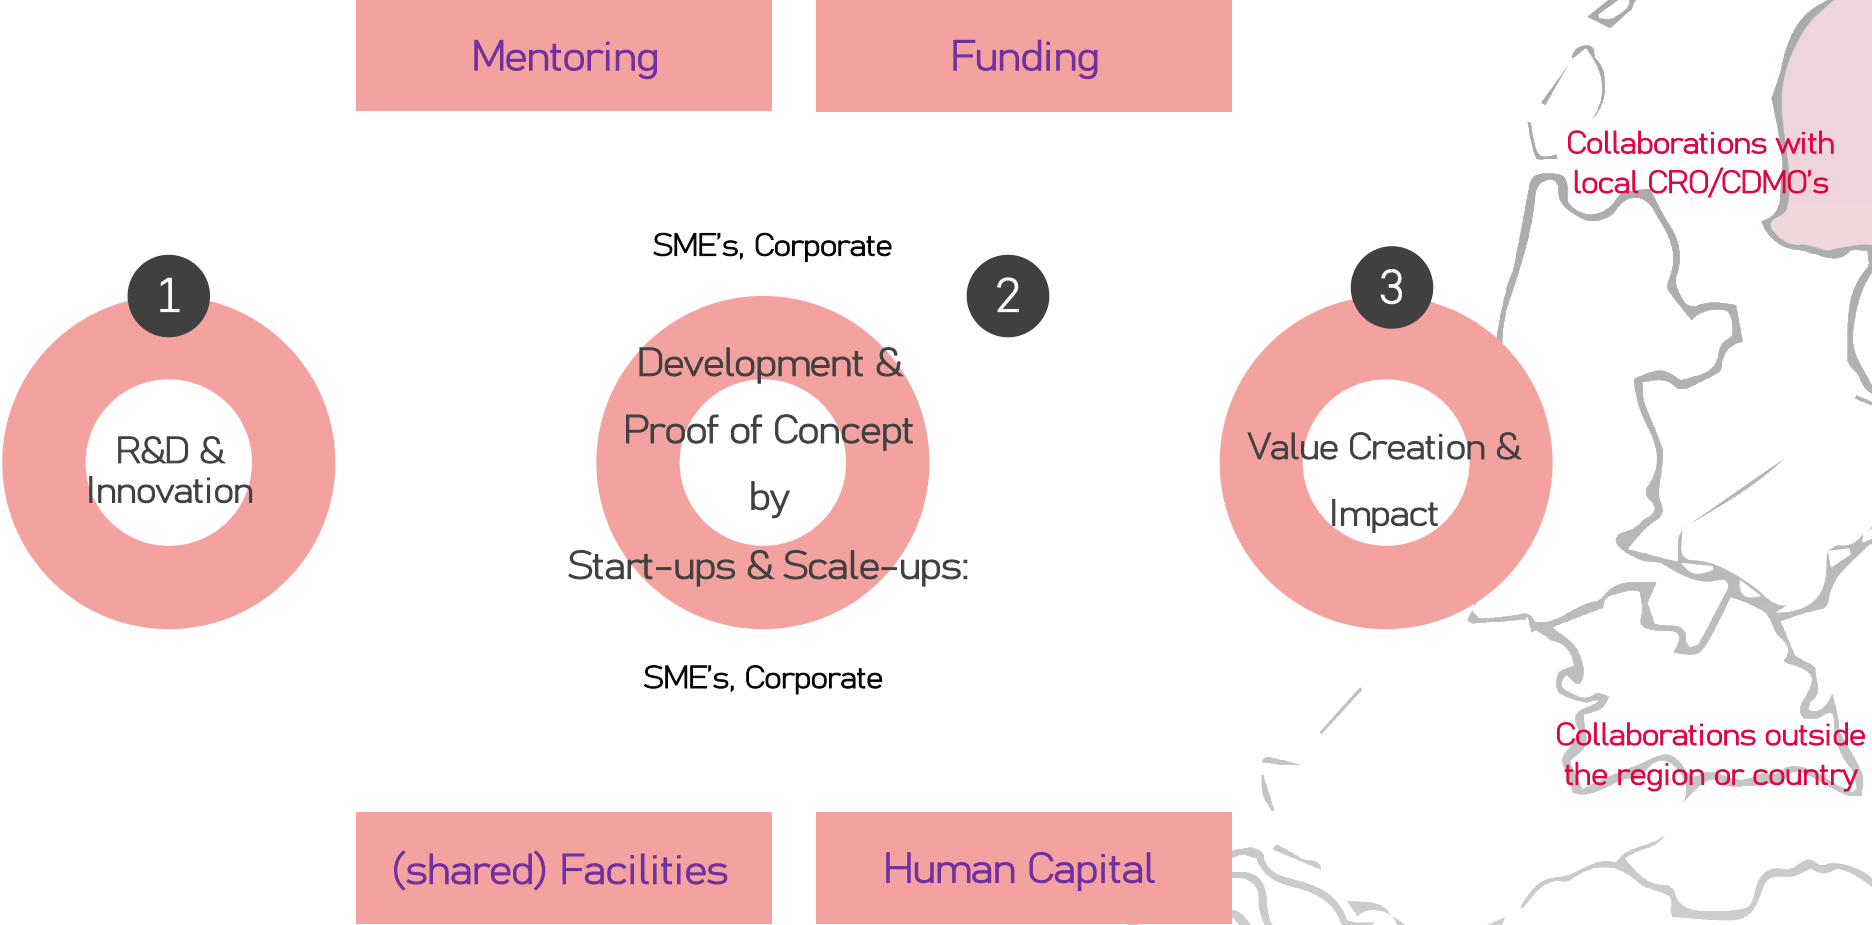 Mentoring
Funding
Collaborations with
local CRO/CDMO's
SME's, Corporate
1
2
3
R&D &
Innovation
Development &
Proof of Concept
by
Start-ups & Scale-ups:
Value Creation &
Impact
SME's, Corporate
Collaborations outside
the region or country
(shared) Facilities
Human Capital